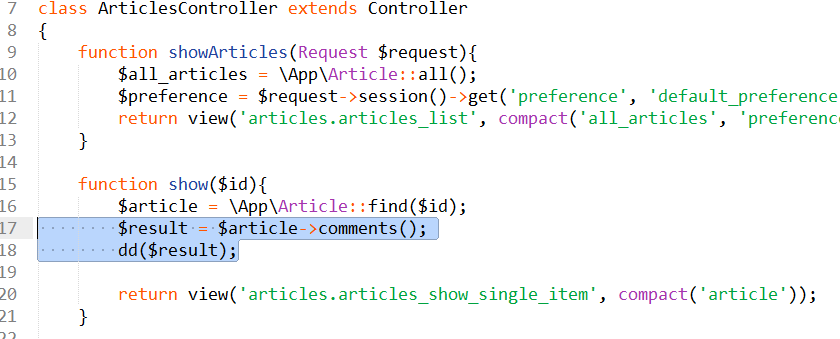 7 class ArticlesController extends Controller
8 {
9 function showArticles(Request $request){
10 $all_articles = \App\Article::all();
11 $preference = $request->session()->get('preference', 'default_preference
12 return view('articles.articles_list', compact('all_articles', 'preferenc
13 }
14
15 function show($id){
16 $article = \App\Article::find($id);
17 $result = $article->comments();
18 dd($result);
19
20 return view('articles.articles_show_single_item', compact('article'));
21 }